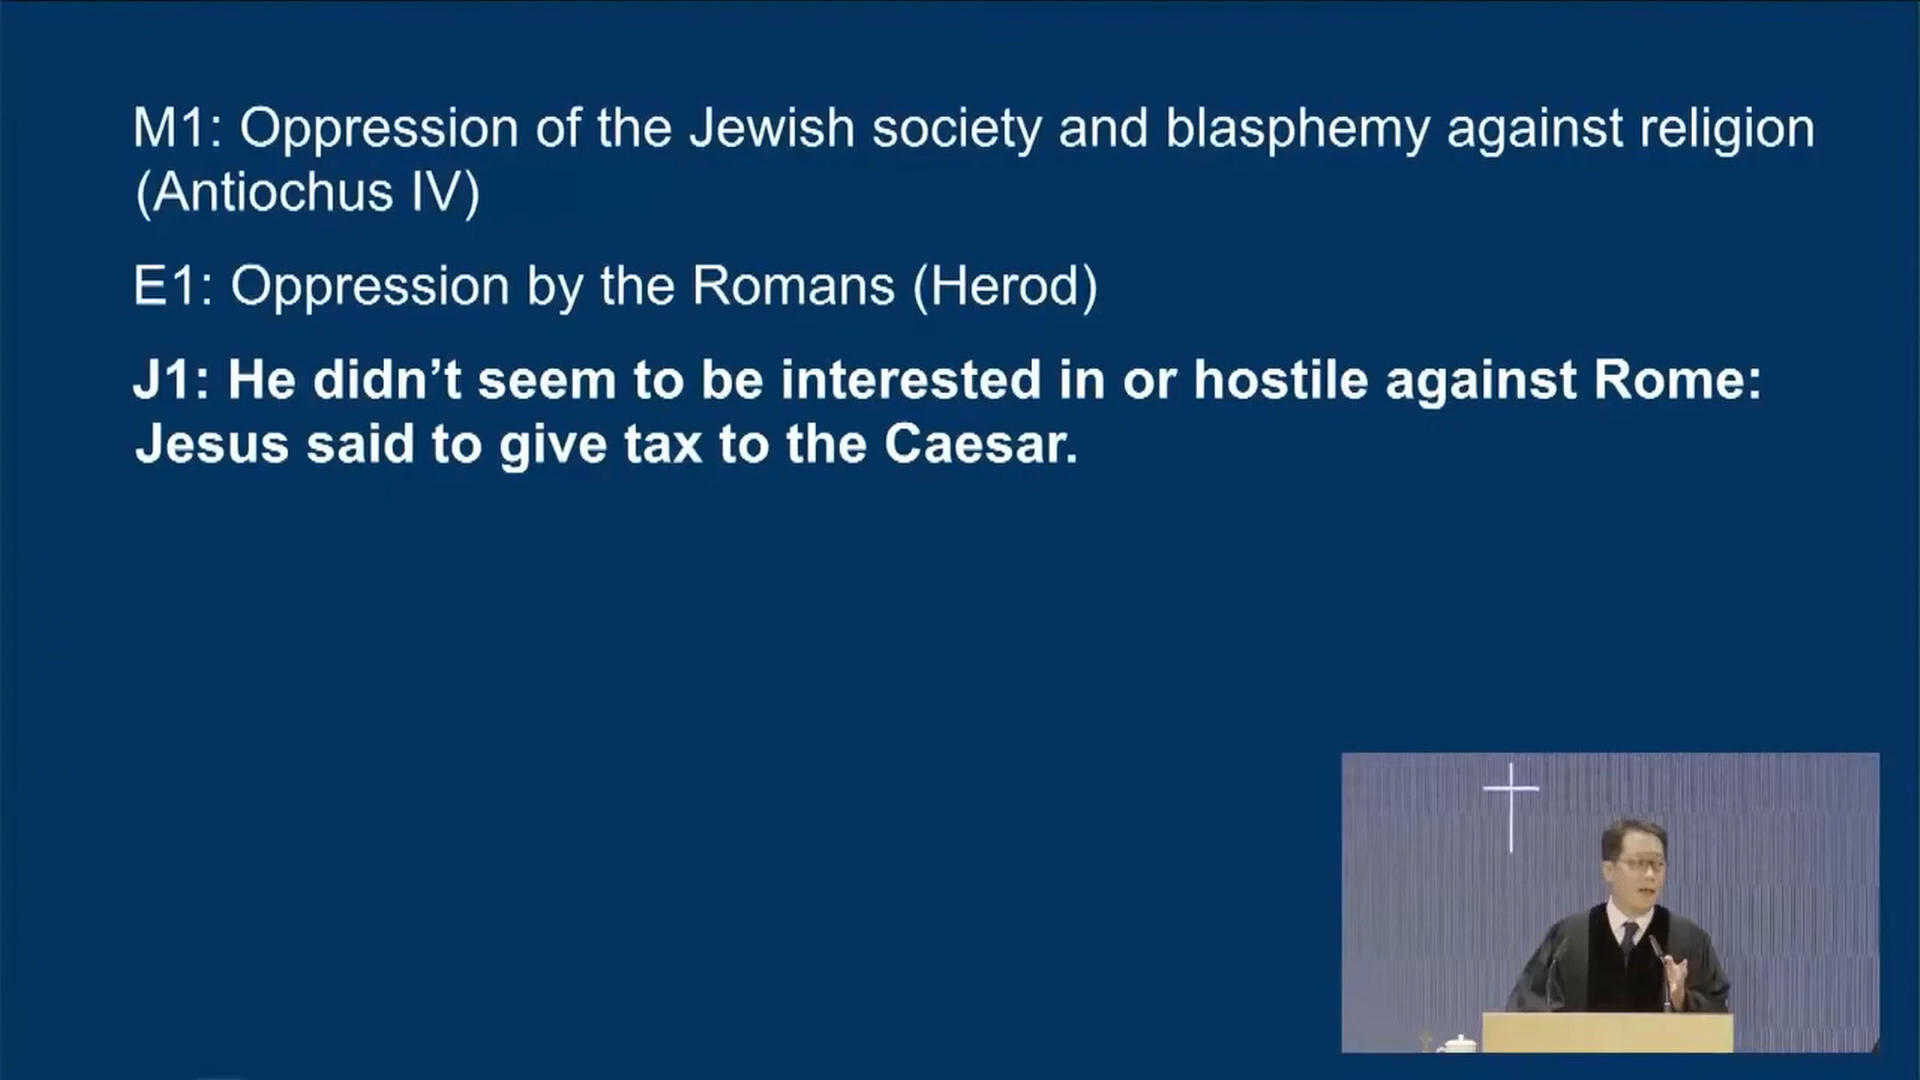 M1: Oppression of the Jewish society and blasphemy against religion
(Antiochus IV)
E1: Oppression by the Romans (Herod)
J1: He didn’t seem to be interested in or hostile against Rome:
Jesus said to give tax to the Caesar.